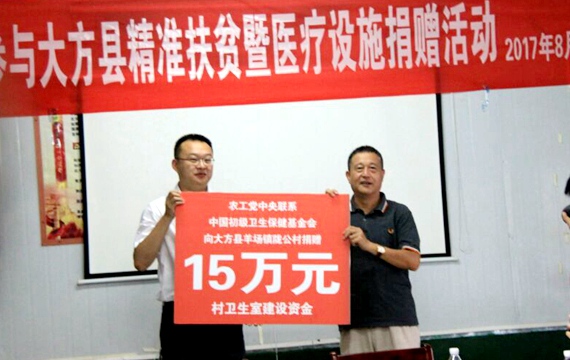 参与大方县精准扶贫暨医疗设施捐赠活动
2017年8月
农工党中央联系
中国初级卫生保健基金会
向大方县羊场镇陇公村捐赠
15万元
村卫生室建设资金